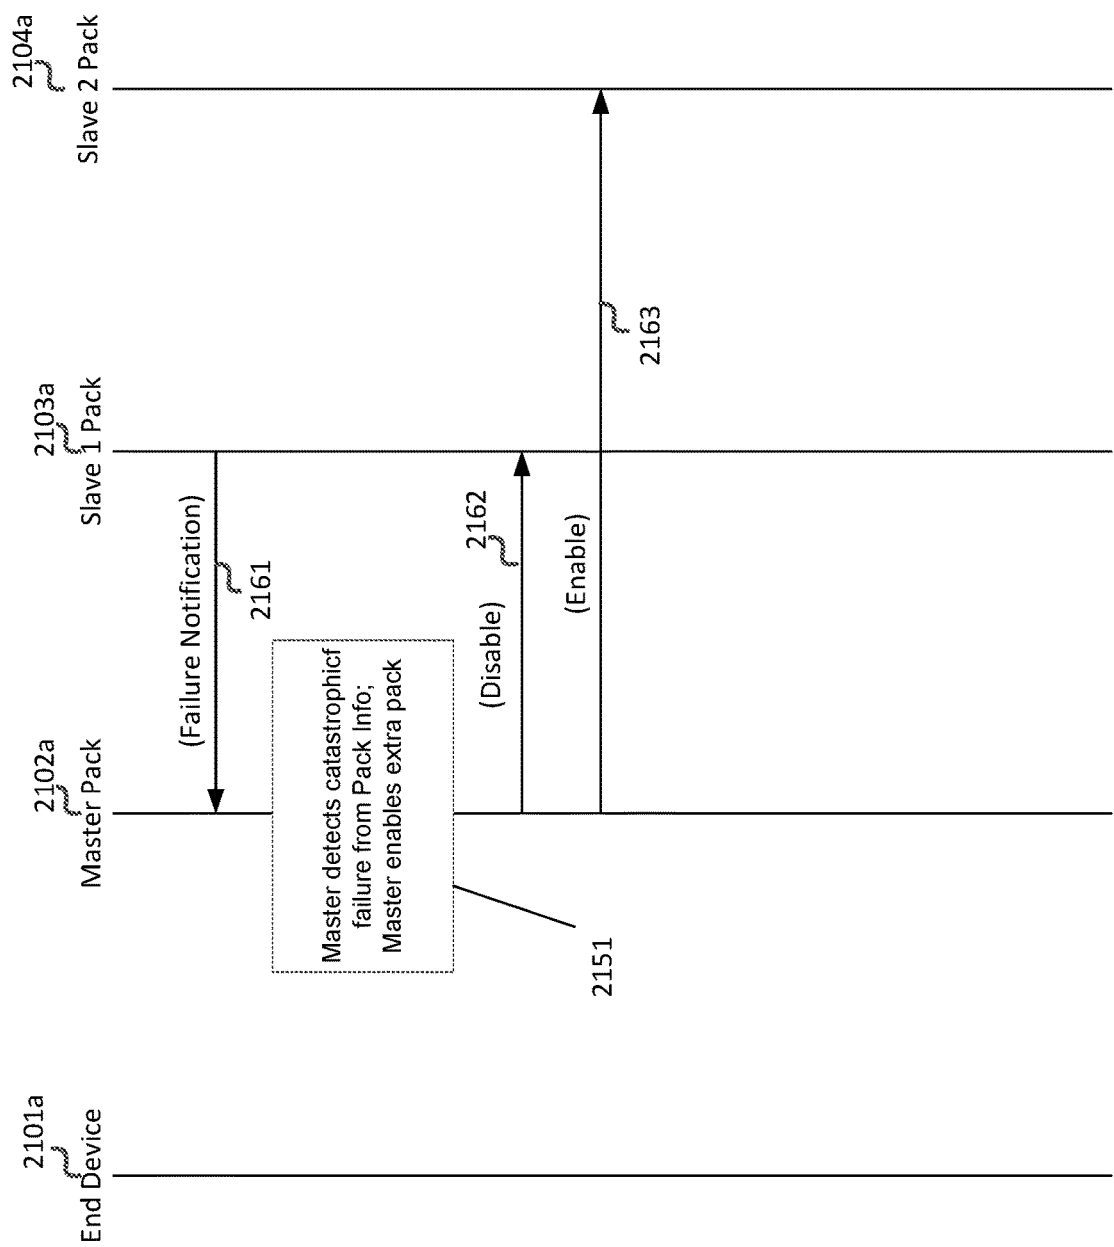 2101a
End Device
2102a
Master Pack
2103a
Slave 1 Pack
2104a
Slave 2 Pack
(Failure Notification)
2161
Master detects catastrophicf
failure from Pack Info;
Master enables extra pack
2151
(Disable)
2162
(Enable)
2163